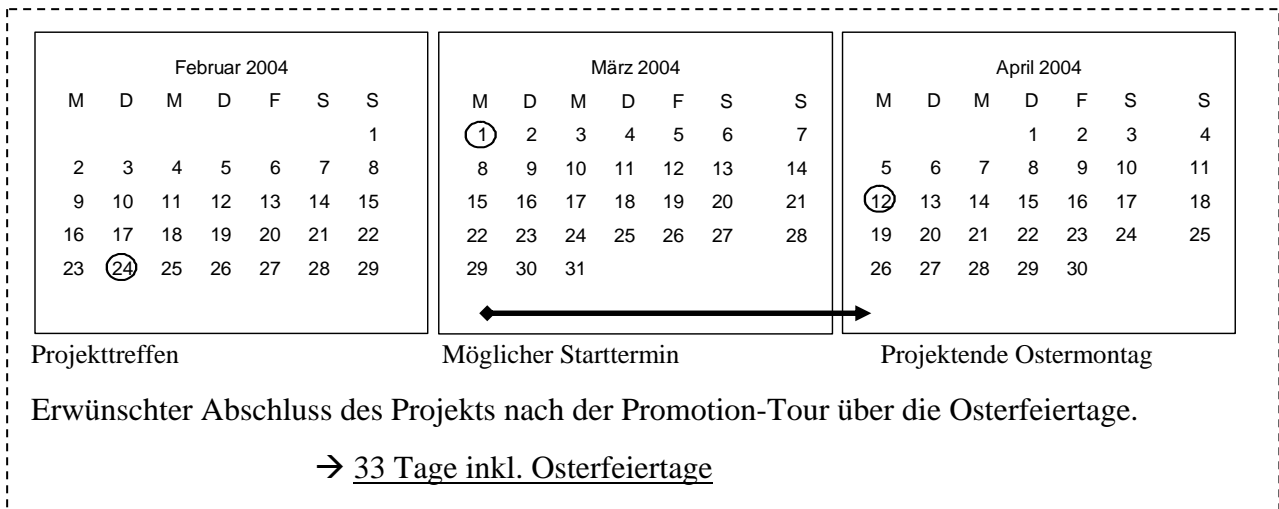 Februar 2004
M D M D F S S
1
2 3 4 5 6 7 8
9 10 11 12 13 14 15
16 17 18 19 20 21 22
23 24 25 26 27 28 29
März 2004
M D M D F S S
1 2 3 4 5 6 7
8 9 10 11 12 13 14
15 16 17 18 19 20 21
22 23 24 25 26 27 28
29 30 31
April 2004
M D M D F S S
1 2 3 4
5 6 7 8 9 10 11
12 13 14 15 16 17 18
19 20 21 22 23 24 25
26 27 28 29 30
Projekttreffen
Möglicher Starttermin
Projektende Ostermontag
Erwünschter Abschluss des Projekts nach der Promotion-Tour über die Osterfeiertage.
→ 33 Tage inkl. Osterfeiertage